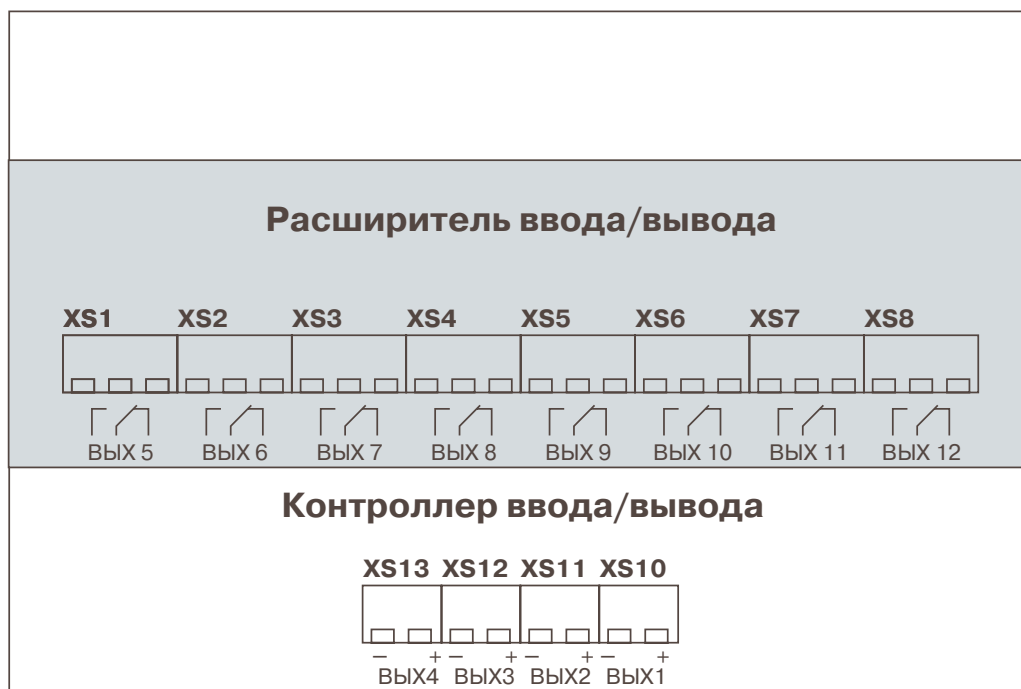 Расширитель ввода/вывода
XS1 XS2 XS3 XS4 XS5 XS6 XS7 XS8
ВЫХ 5 ВЫХ 6 ВЫХ 7 ВЫХ 8 ВЫХ 9 ВЫХ 10 ВЫХ 11 ВЫХ 12
Контроллер ввода/вывода
XS13 XS12 XS11 XS10
− + − + − + − +
ВЫХ4 ВЫХ3 ВЫХ2 ВЫХ1